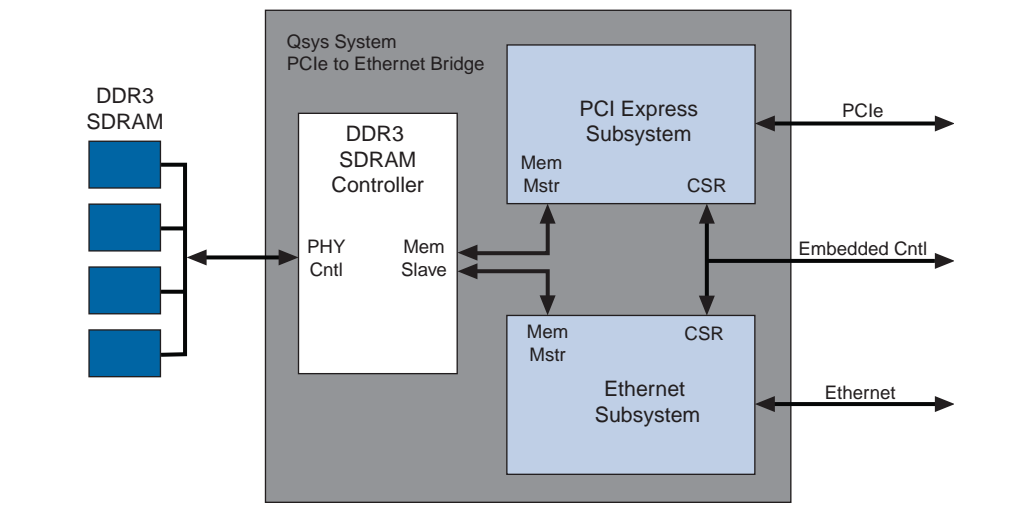 Qsys System
PCIe to Ethernet Bridge
DDR3
SDRAM
DDR3
SDRAM
Controller
PHY
Cntl
Mem
Slave
PCI Express
Subsystem
Mem
Mstr
CSR
PCIe
Embedded Cntl
Mem
Mstr
CSR
Ethernet
Subsystem
Ethernet